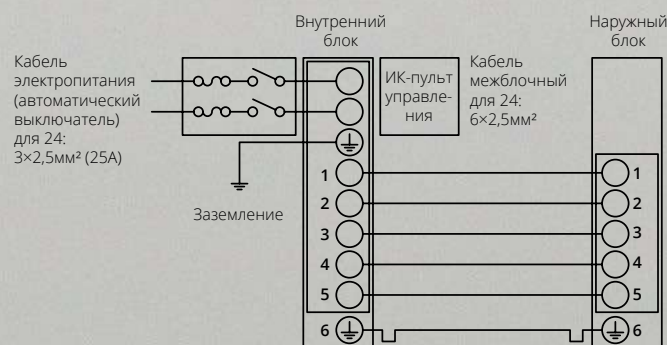 Внутренний
блок
Наружный
блок
Кабель
электропитания
(автоматический
выключатель)
для 24:
3×2,5мм² (25А)
ИК-пульт
управле-
ния
Кабель
межблочный
для 24:
6×2,5мм²
Заземление
1
2
3
4
5
6
1
2
3
4
5
6